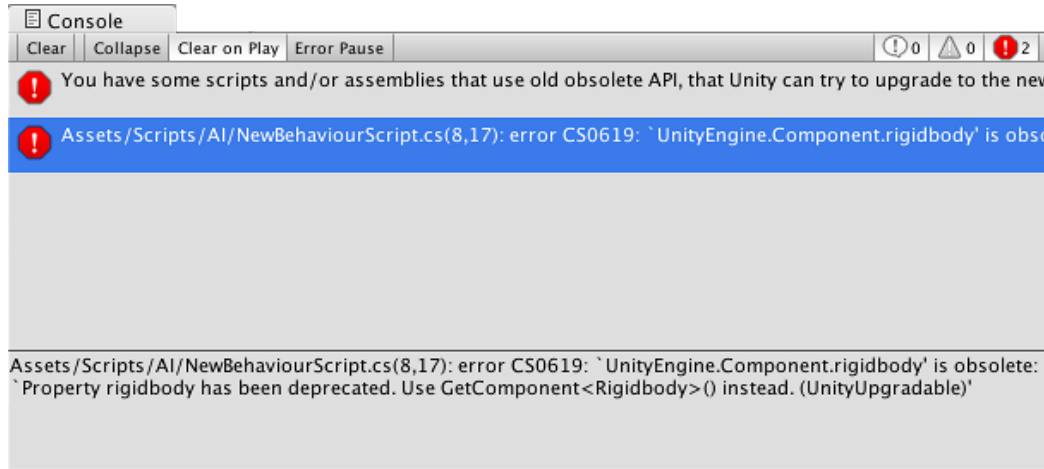 Console
Clear Collapse Clear on Play Error Pause 0 0 2
You have some scripts and/or assemblies that use old obsolete API, that Unity can try to upgrade to the new
Assets/Scripts/AI/NewBehaviourScript.cs(8,17): error CS0619: `UnityEngine.Component.rigidbody' is obso
Assets/Scripts/AI/NewBehaviourScript.cs(8,17): error CS0619: `UnityEngine.Component.rigidbody' is obsolete:
`Property rigidbody has been deprecated. Use GetComponent<Rigidbody>() instead. (UnityUpgradable)'